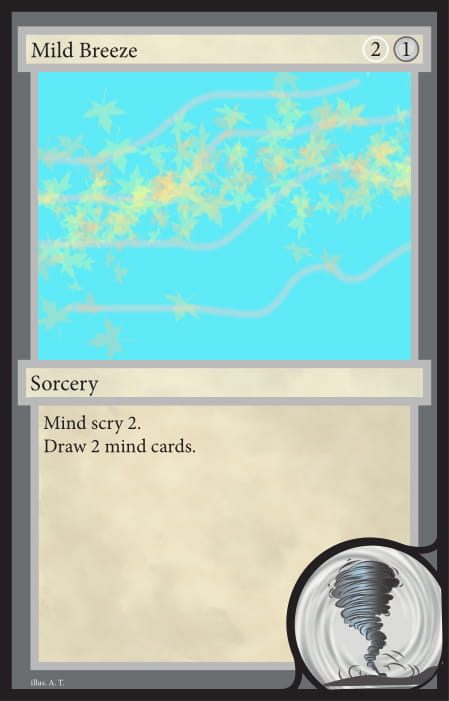 Mild Breeze 2 1
Sorcery
Mind scry 2.
Draw 2 mind cards.
illus. A. T.